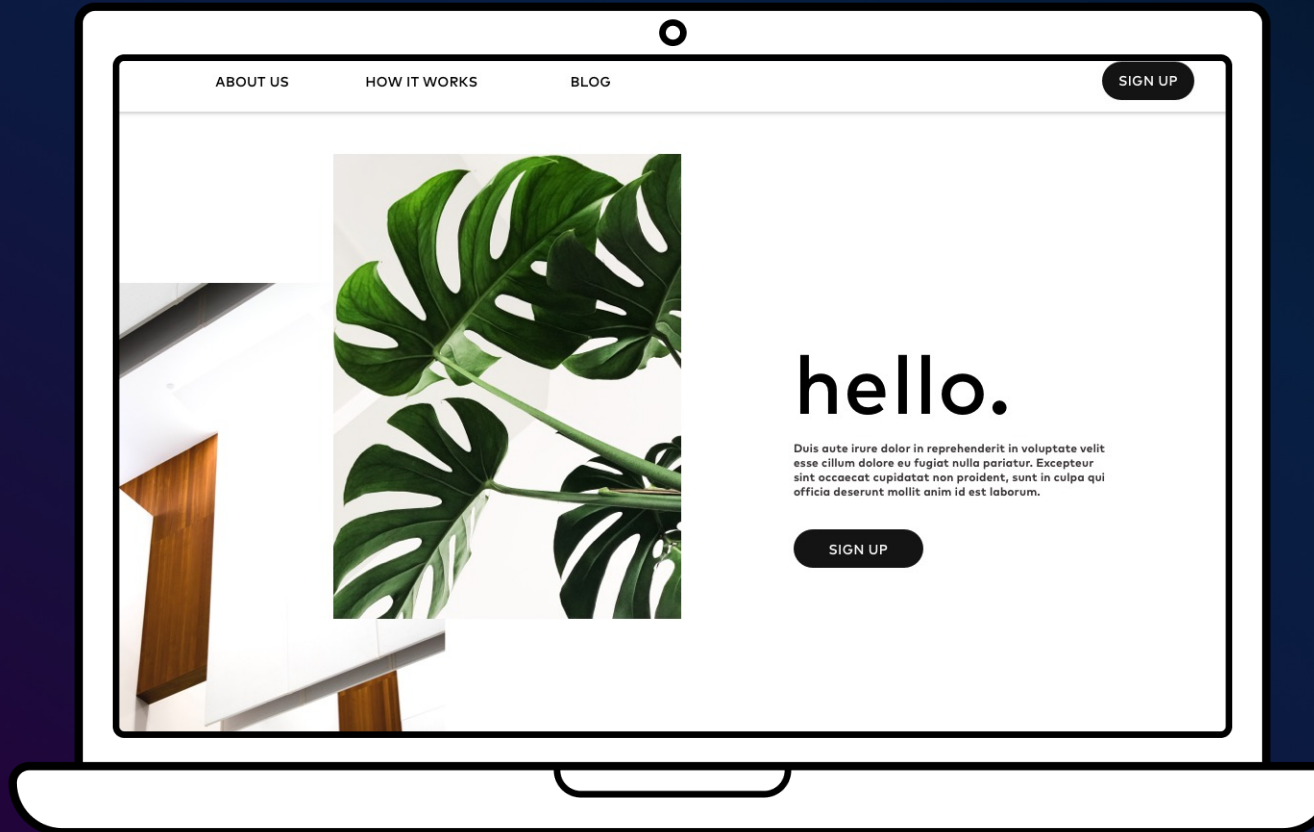 ABOUT US
HOW IT WORKS
BLOG
SIGN UP
hello.
Duis aute irure dolor in reprehenderit in voluptate velit
esse cillum dolore eu fugiat nulla pariatur. Excepteur
sint occaecat cupidatat non proident, sunt in culpa qui
officia deserunt mollit anim id est laborum.
SIGN UP